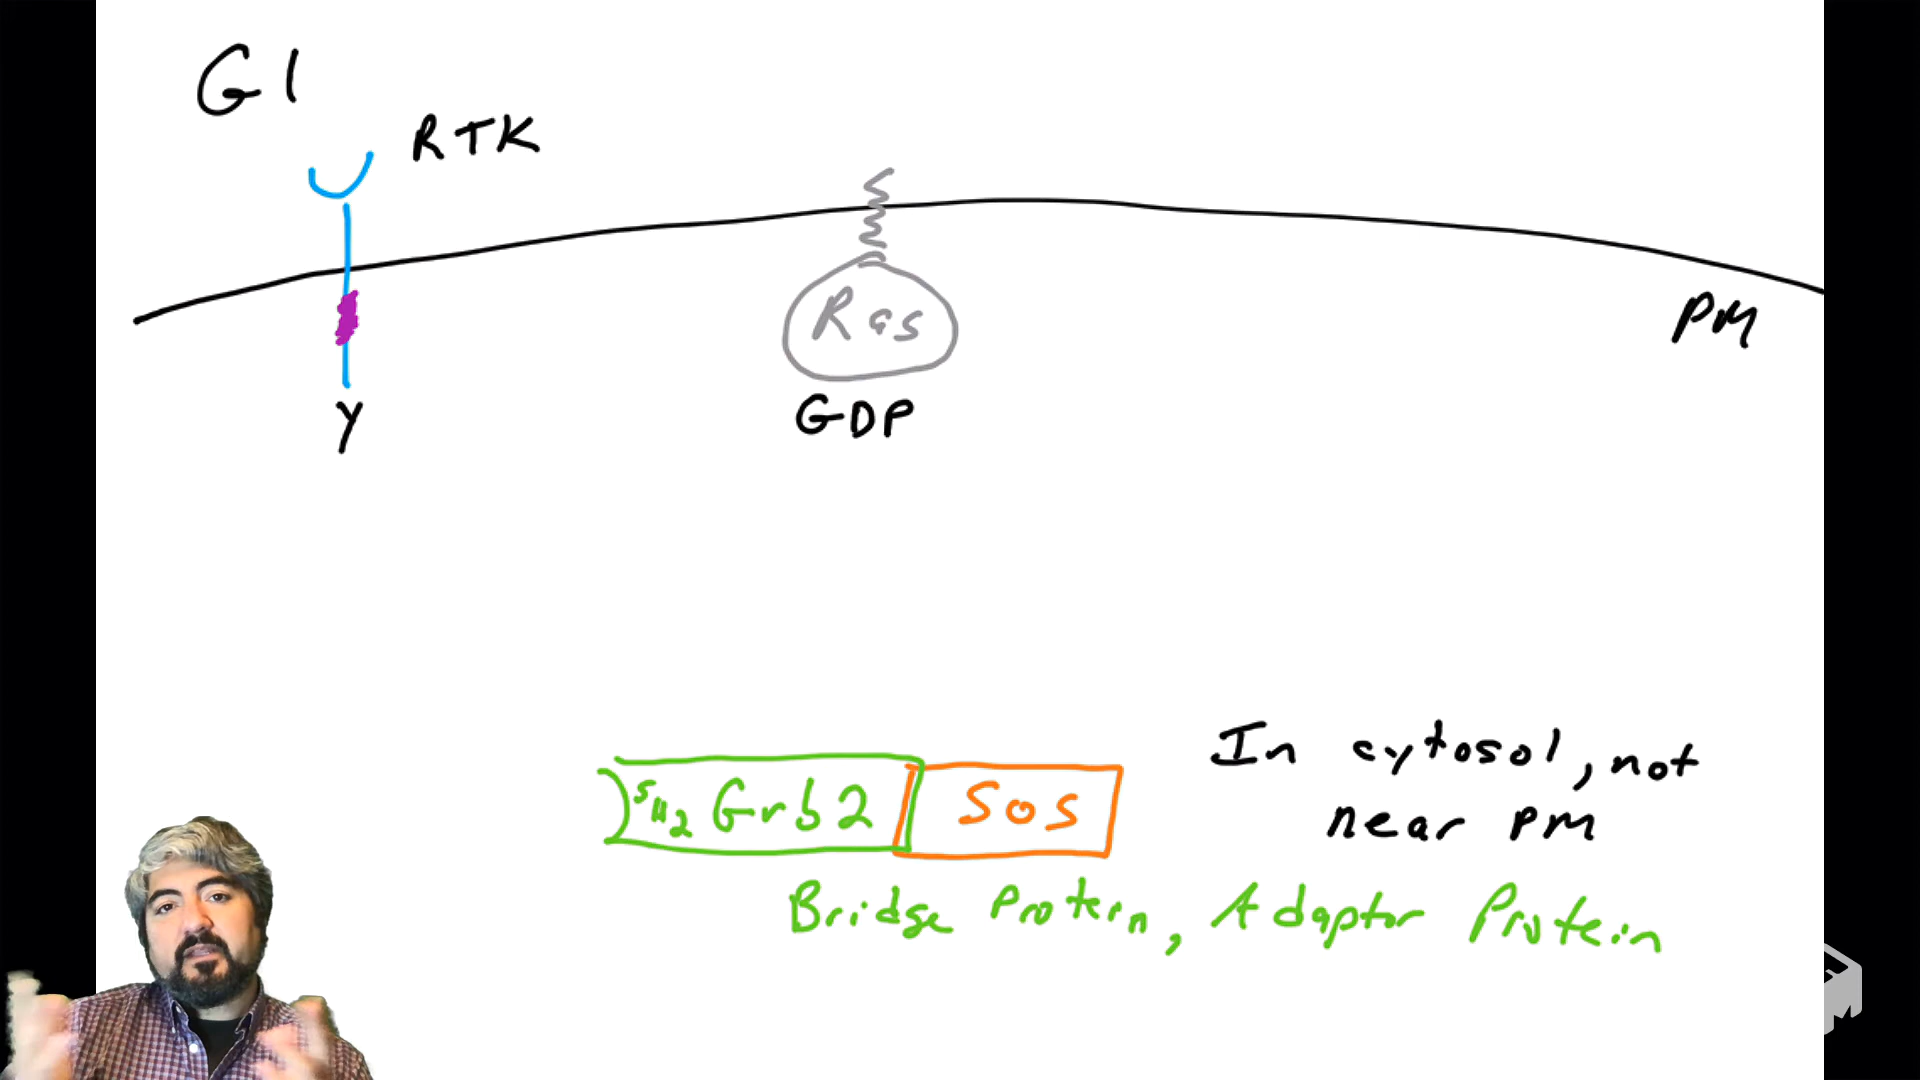 G1
RTK
Ras
PM
Y
GDP
In cytosol, not
near PM
SH2 Grb2 SOS
Bridge Protein, Adaptor Protein